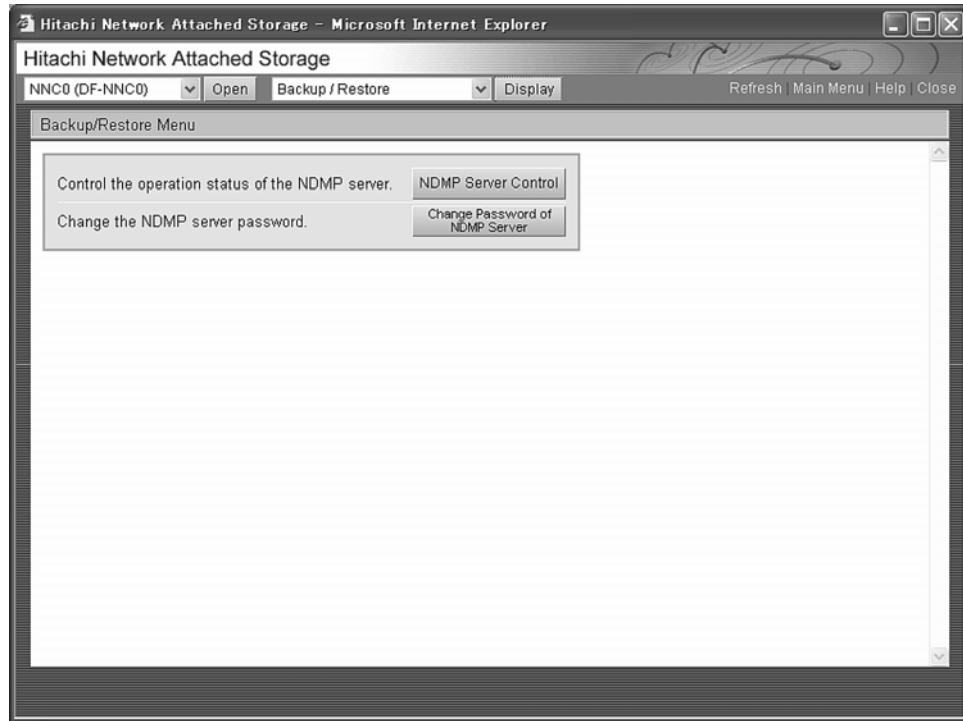 Hitachi Network Attached Storage - Microsoft Internet Explorer
Hitachi Network Attached Storage
NNC0 (DF-NNC0) Open Backup / Restore Display Refresh | Main Menu | Help | Close
Backup/Restore Menu
Control the operation status of the NDMP server. NDMP Server Control
Change the NDMP server password. Change Password of
NDMP Server